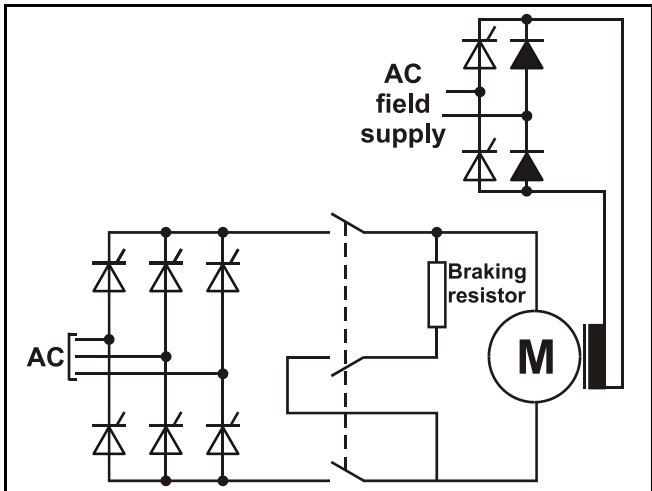 AC
field
supply
Braking
resistor
AC
M